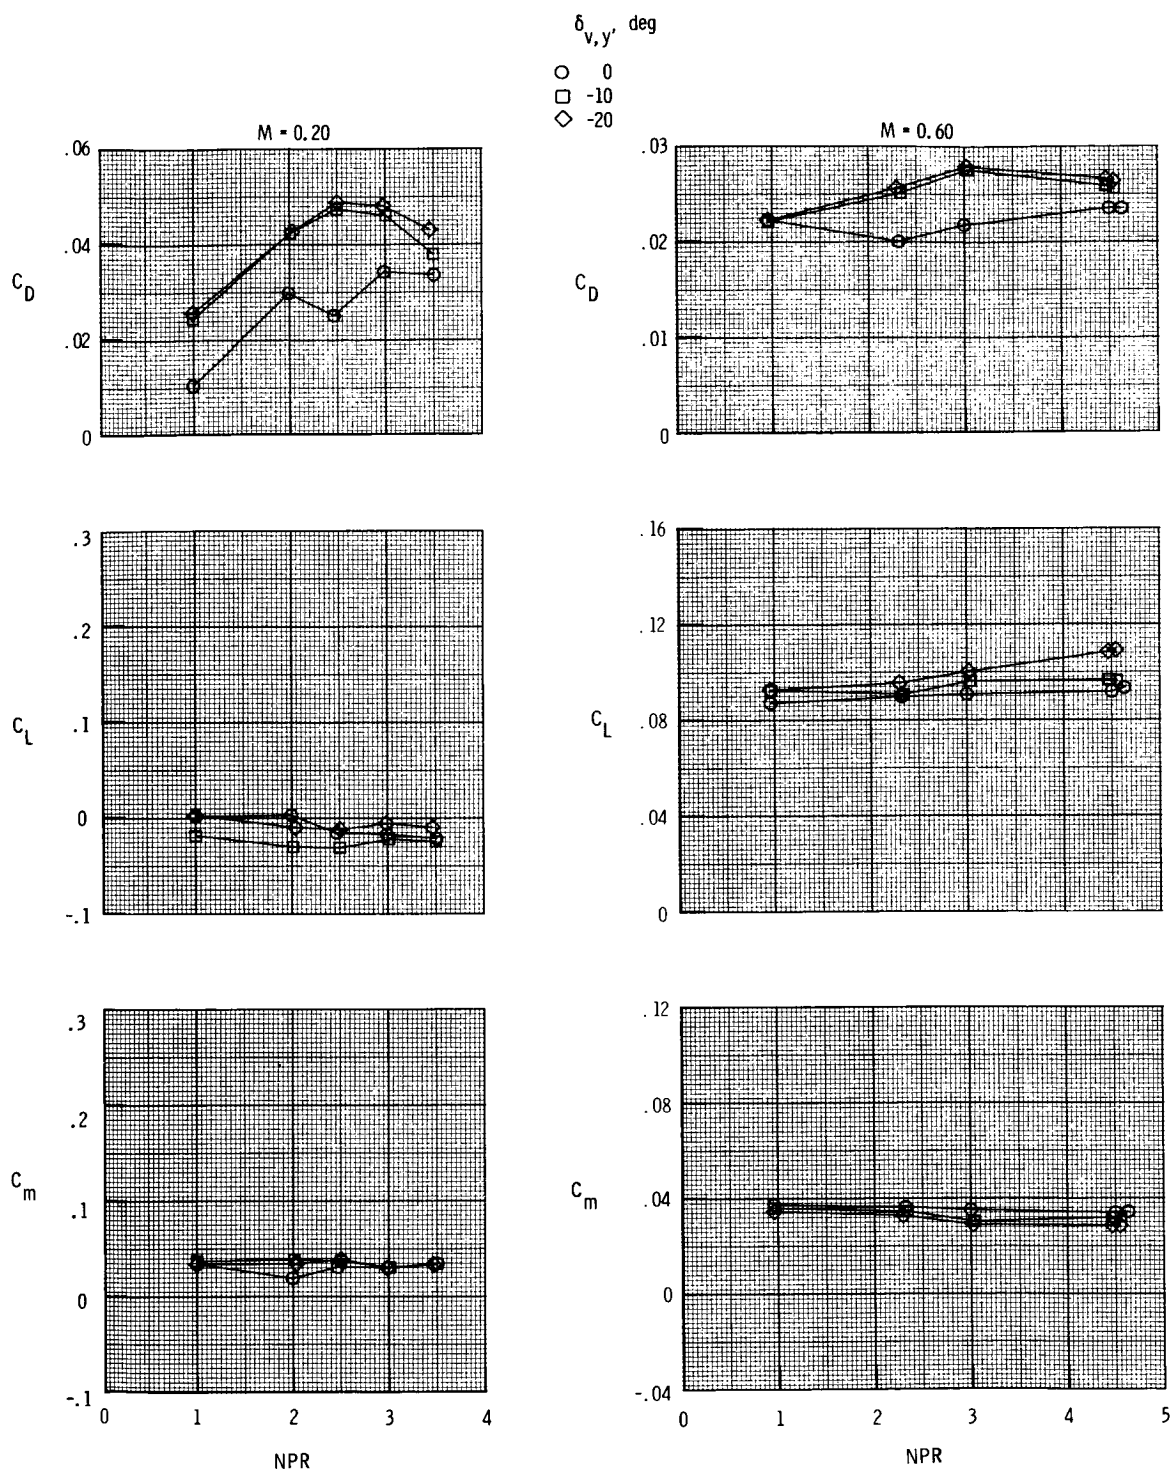 δv,y, deg
0
-10
-20
M = 0.20
.06
.04
.02
0
CD
M = 0.60
.03
.02
.01
0
CD
.3
.2
.1
0
-.1
CL
.16
.12
.08
.04
0
CL
.3
.2
.1
0
-.1
Cm
0 1 2 3 4
NPR
.12
.08
.04
0
-.04
Cm
0 1 2 3 4 5
NPR